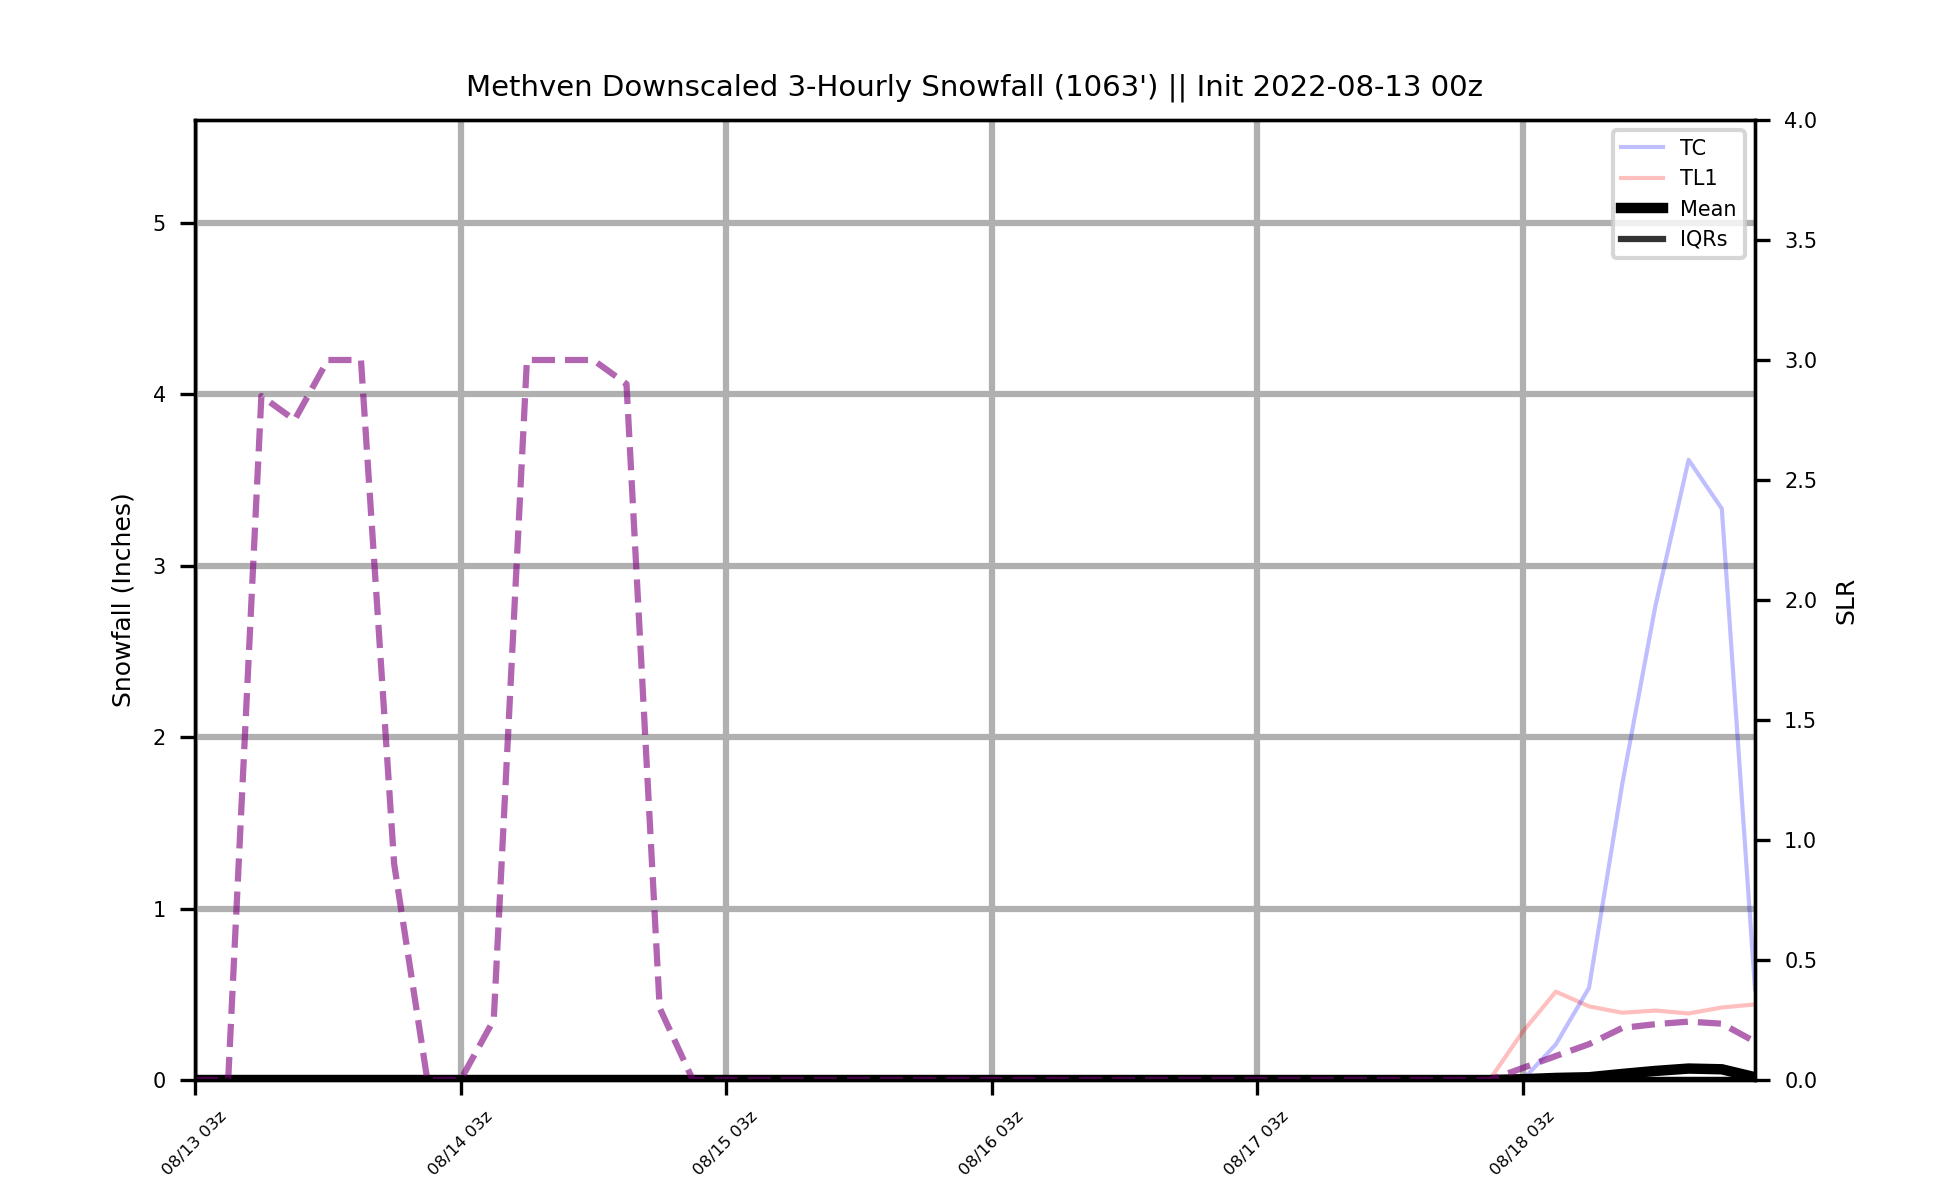 Methven Downscaled 3-Hourly Snowfall (1063') || Init 2022-08-13 00z
TC
TL1
Mean
IQRs
Snowfall (Inches)
5
4
3
2
1
0
4.0
3.5
3.0
2.5
2.0
1.5
1.0
0.5
0.0
SLR
08/13 03z
08/14 03z
08/15 03z
08/16 03z
08/17 03z
08/18 03z